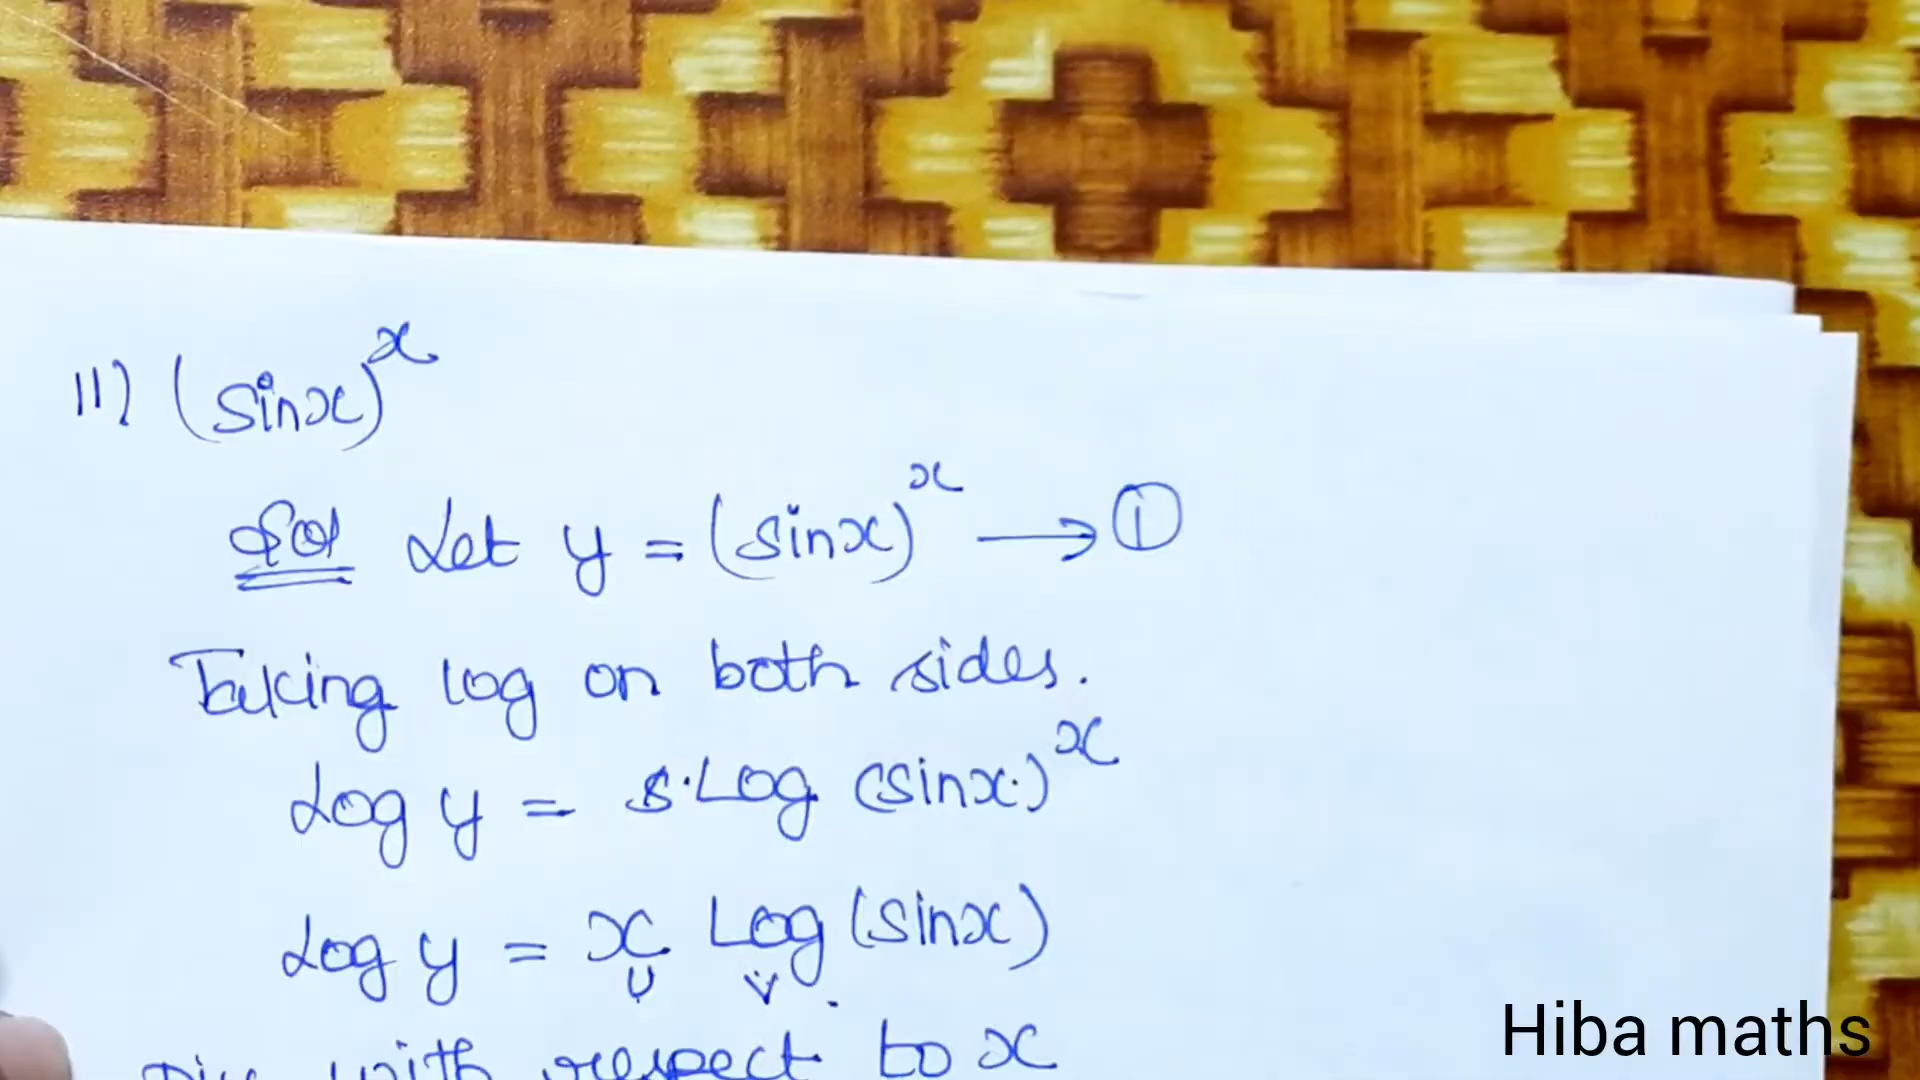 11) (sinx)^x
Sol Let y = (sinx)^x → ①
Taking log on both sides.
Log y = s.Log (sinx.)^x
Log y = x Log (sinx)
U V .
with respect to x
Hiba maths